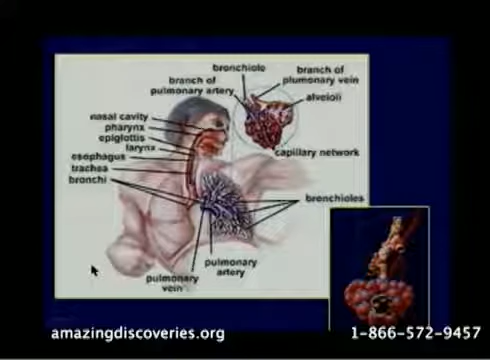 bronchiole
branch of
pulmonary artery
branch of
plumonary vein
alveioli
capillary network
nasal cavity
pharynx
epiglottis
larynx
esophagus
trachea
bronchi
bronchioles
pulmonary
artery
pulmonary
vein
amazingdiscoveries.org
1-866-572-9457